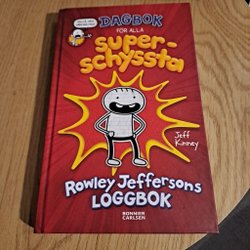 DAGBOK
FÖR ALLA
super-
schyssta
Jeff
Kinney
Rowley Jeffersons
LOGGBOK
BONNIER
CARLSEN